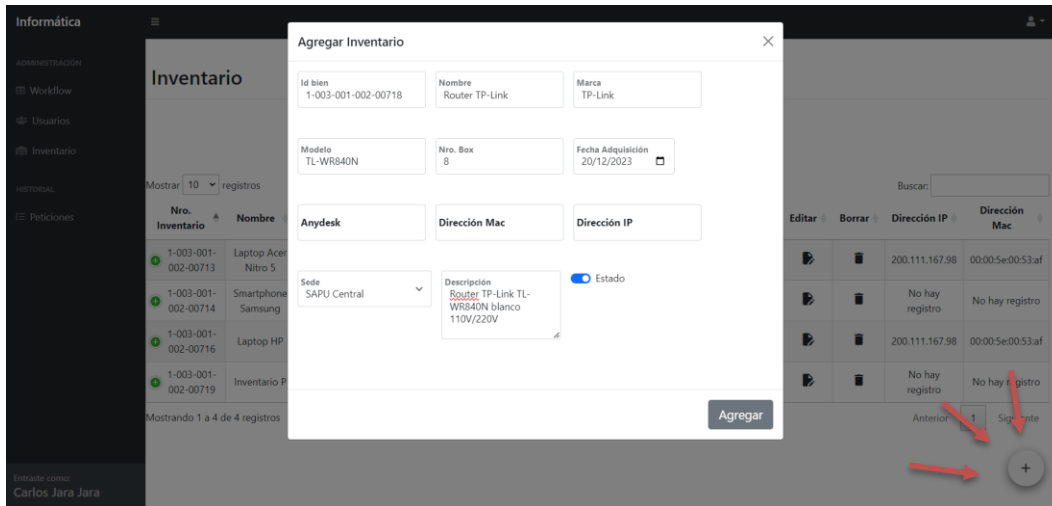 Informática
ADMINISTRACIÓN
Workflow
Usuarios
Inventario
HISTORIAL
Peticiones
Entraste como:
Carlos Jara Jara
Inventario
Mostrar 10 registros
Buscar:
Nro. Inventario Nombre Editar Borrar Dirección IP Dirección Mac
1-003-001-002-00713 Laptop Acer Nitro 5 200.111.167.98 00:00:5e:00:53:af
1-003-001-002-00714 Smartphone Samsung No hay registro No hay registro
1-003-001-002-00716 Laptop HP 200.111.167.98 00:00:5e:00:53:af
1-003-001-002-00719 Inventario P No hay registro No hay registro
Mostrando 1 a 4 de 4 registros
Anterior 1 Siguiente
+
Agregar Inventario
Id bien
1-003-001-002-00718
Nombre
Router TP-Link
Marca
TP-Link
Modelo
TL-WR840N
Nro. Box
8
Fecha Adquisición
20/12/2023
Anydesk
Dirección Mac
Dirección IP
Sede
SAPU Central
Descripción
Router TP-Link TL-
WR840N blanco
110V/220V
Estado
Agregar